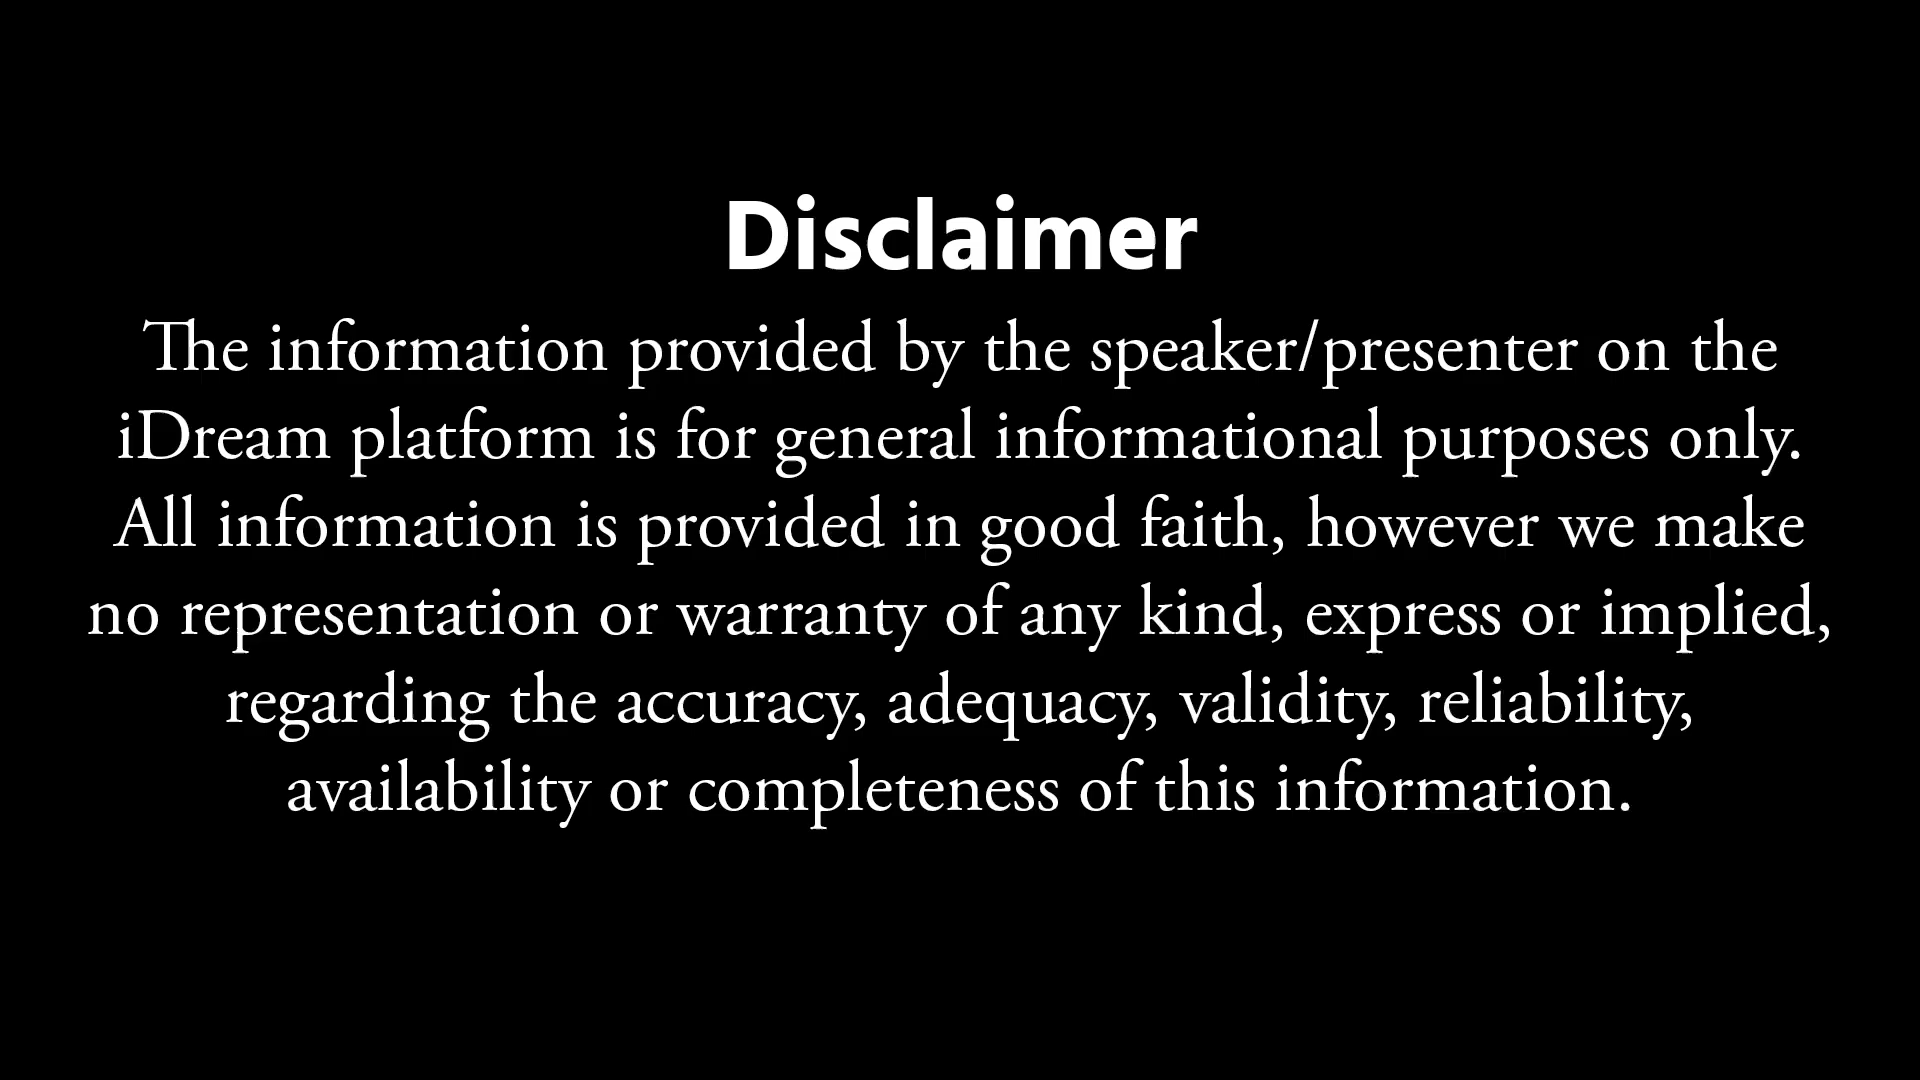 Disclaimer
The information provided by the speaker/presenter on the
iDream platform is for general informational purposes only.
All information is provided in good faith, however we make
no representation or warranty of any kind, express or implied,
regarding the accuracy, adequacy, validity, reliability,
availability or completeness of this information.